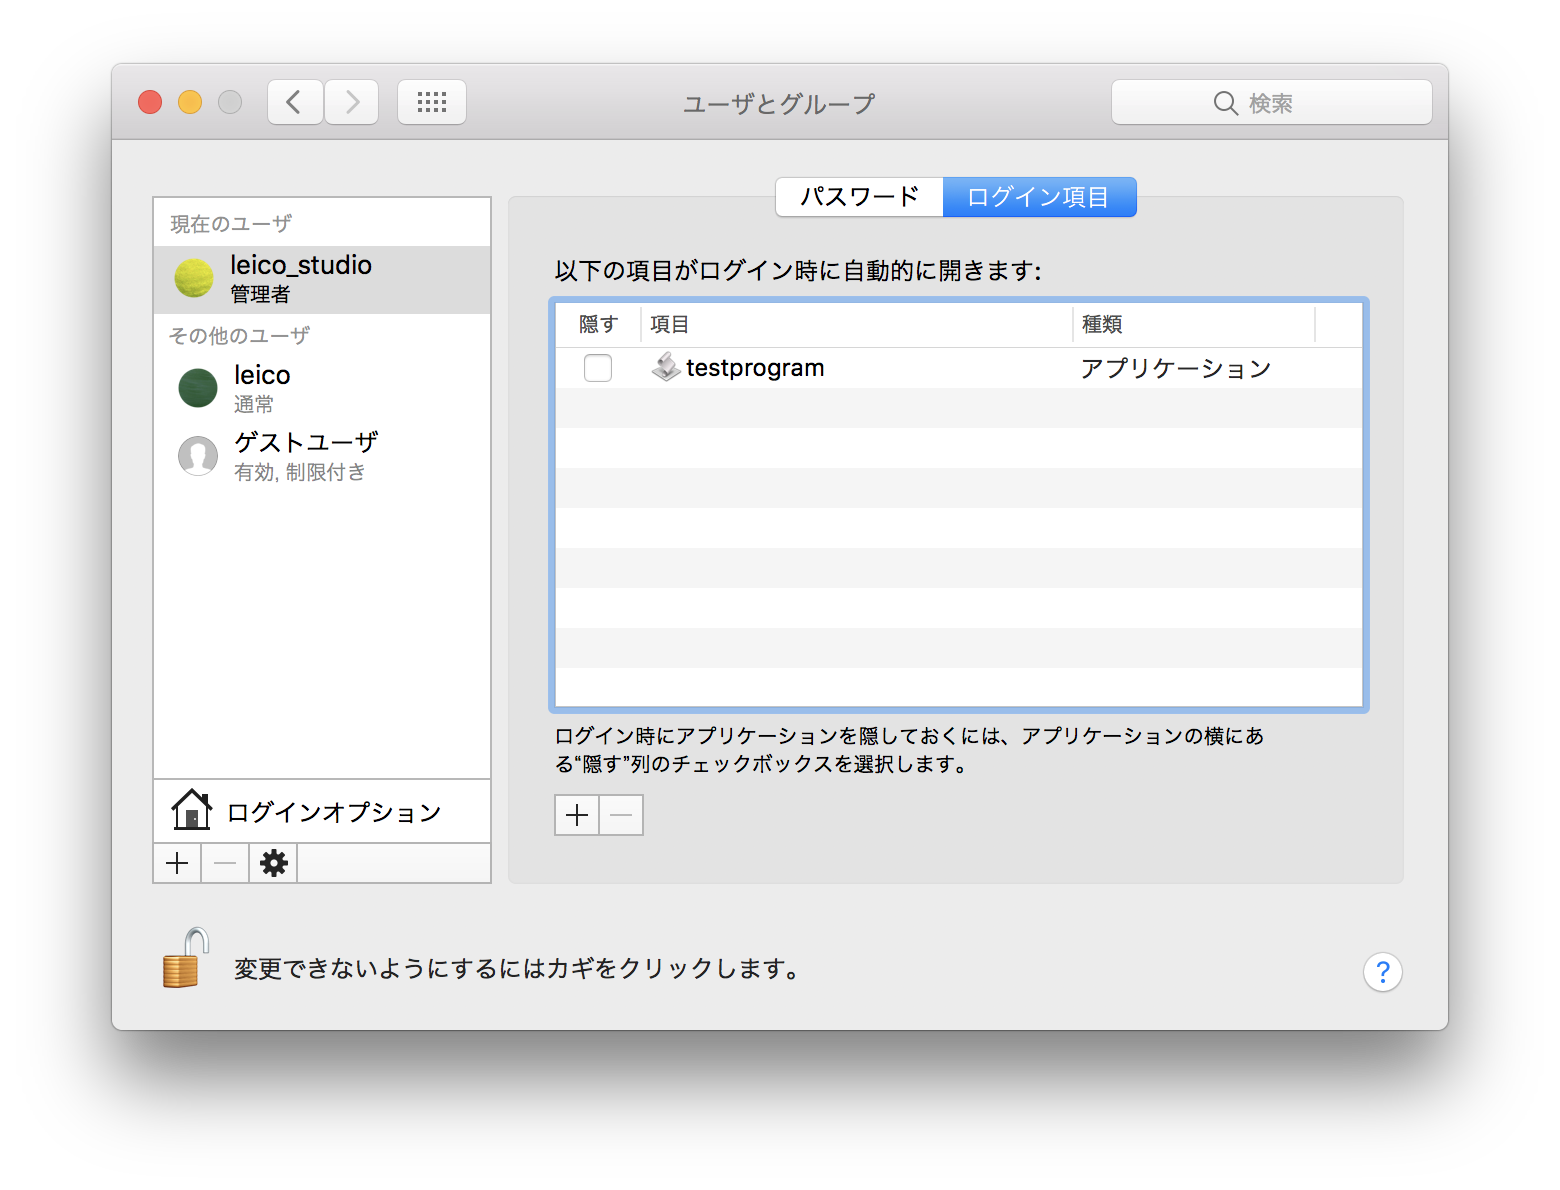 ユーザとグループ
検索
現在のユーザ
leico_studio
管理者
その他のユーザ
leico
通常
ゲストユーザ
有効, 制限付き
ログインオプション
パスワード
ログイン項目
以下の項目がログイン時に自動的に開きます:
隠す 項目 種類
testprogram アプリケーション
ログイン時にアプリケーションを隠しておくには、アプリケーションの横にあ
る“隠す”列のチェックボックスを選択します。
変更できないようにするにはカギをクリックします。
?